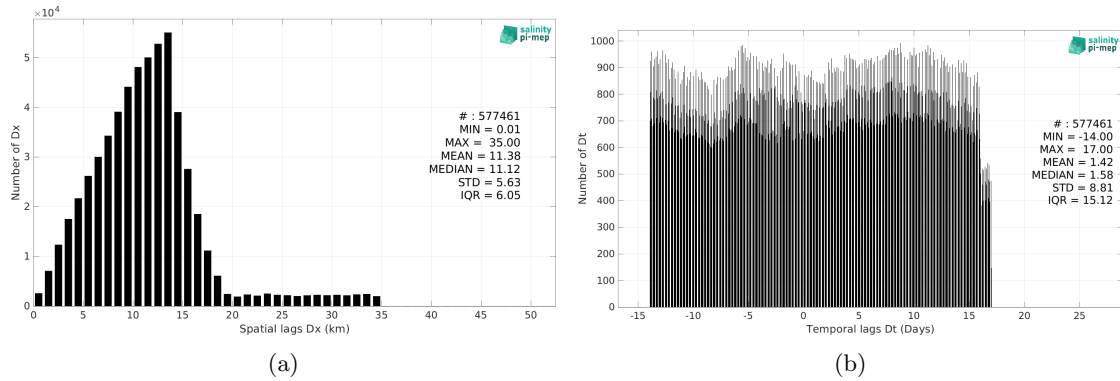 ×10⁴
salinity
pi-mep
5
4
3
2
1
0
Number of Dx
# : 577461
MIN = 0.01
MAX = 35.00
MEAN = 11.38
MEDIAN = 11.12
STD = 5.63
IQR = 6.05
0 5 10 15 20 25 30 35 40 45 50
Spatial lags Dx (km)
(a)
salinity
pi-mep
1000
900
800
700
600
500
400
300
200
100
0
Number of Dt
# : 577461
MIN = -14.00
MAX = 17.00
MEAN = 1.42
MEDIAN = 1.58
STD = 8.81
IQR = 15.12
-15 -10 -5 0 5 10 15 20 25
Temporal lags Dt (Days)
(b)